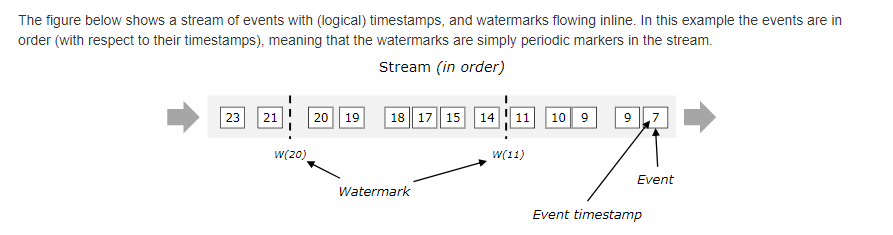 The figure below shows a stream of events with (logical) timestamps, and watermarks flowing inline. In this example the events are in
order (with respect to their timestamps), meaning that the watermarks are simply periodic markers in the stream.
Stream (in order)
23 21 20 19 18 17 15 14 11 10 9 9 7
W(20) W(11)
Event
Watermark
Event timestamp